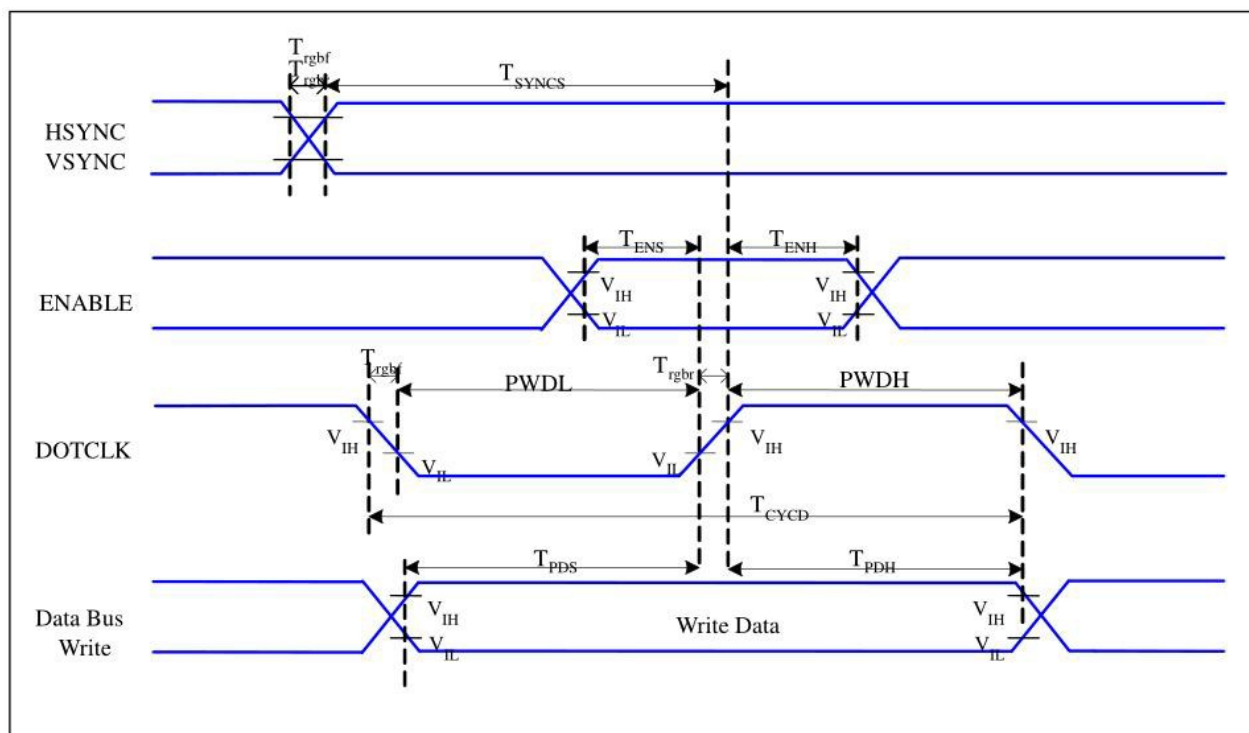 Trgbf
Trgbr TSYNCS
HSYNC
VSYNC
TENS TENH
VIH VIH
ENABLE
VIL VIL
Trgbf PWDL Trgbr PWDH
VIH VIH VIH
DOTCLK
VIL VIL
TCYCD
TPDS TPDH
VIH VIH
Data Bus Write Data
Write VIL VIL